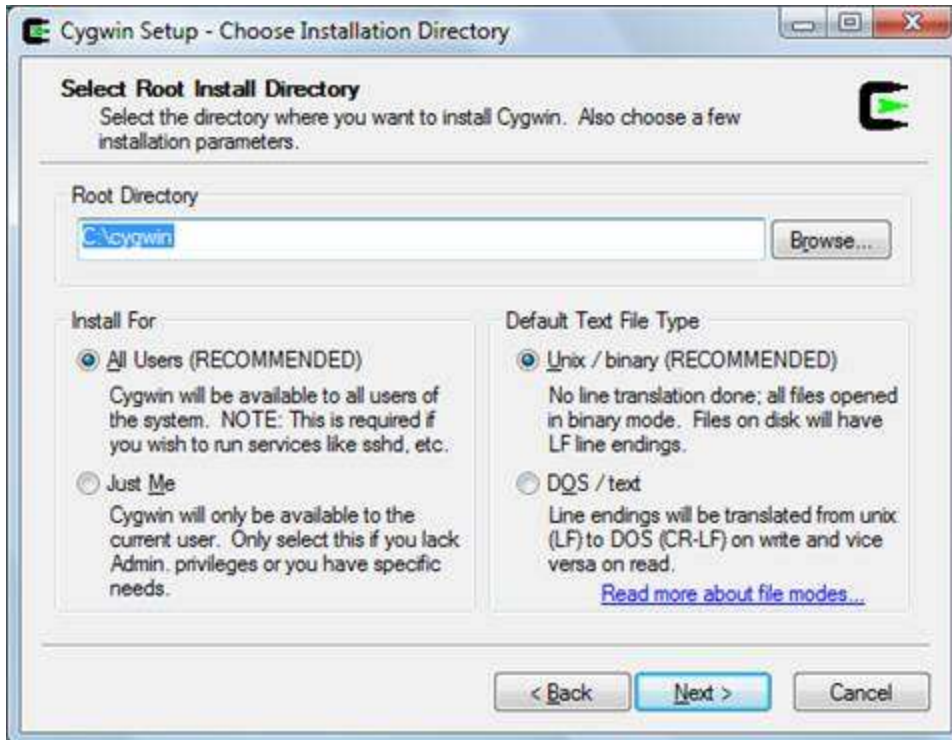 Cygwin Setup - Choose Installation Directory
Select Root Install Directory
Select the directory where you want to install Cygwin. Also choose a few
installation parameters.
Root Directory
C:\cygwin
Browse...
Install For
All Users (RECOMMENDED)
Cygwin will be available to all users of
the system. NOTE: This is required if
you wish to run services like sshd, etc.
Just Me
Cygwin will only be available to the
current user. Only select this if you lack
Admin. privileges or you have specific
needs.
Default Text File Type
Unix / binary (RECOMMENDED)
No line translation done; all files opened
in binary mode. Files on disk will have
LF line endings.
DOS / text
Line endings will be translated from unix
(LF) to DOS (CR-LF) on write and vice
versa on read.
Read more about file modes...
< Back
Next >
Cancel